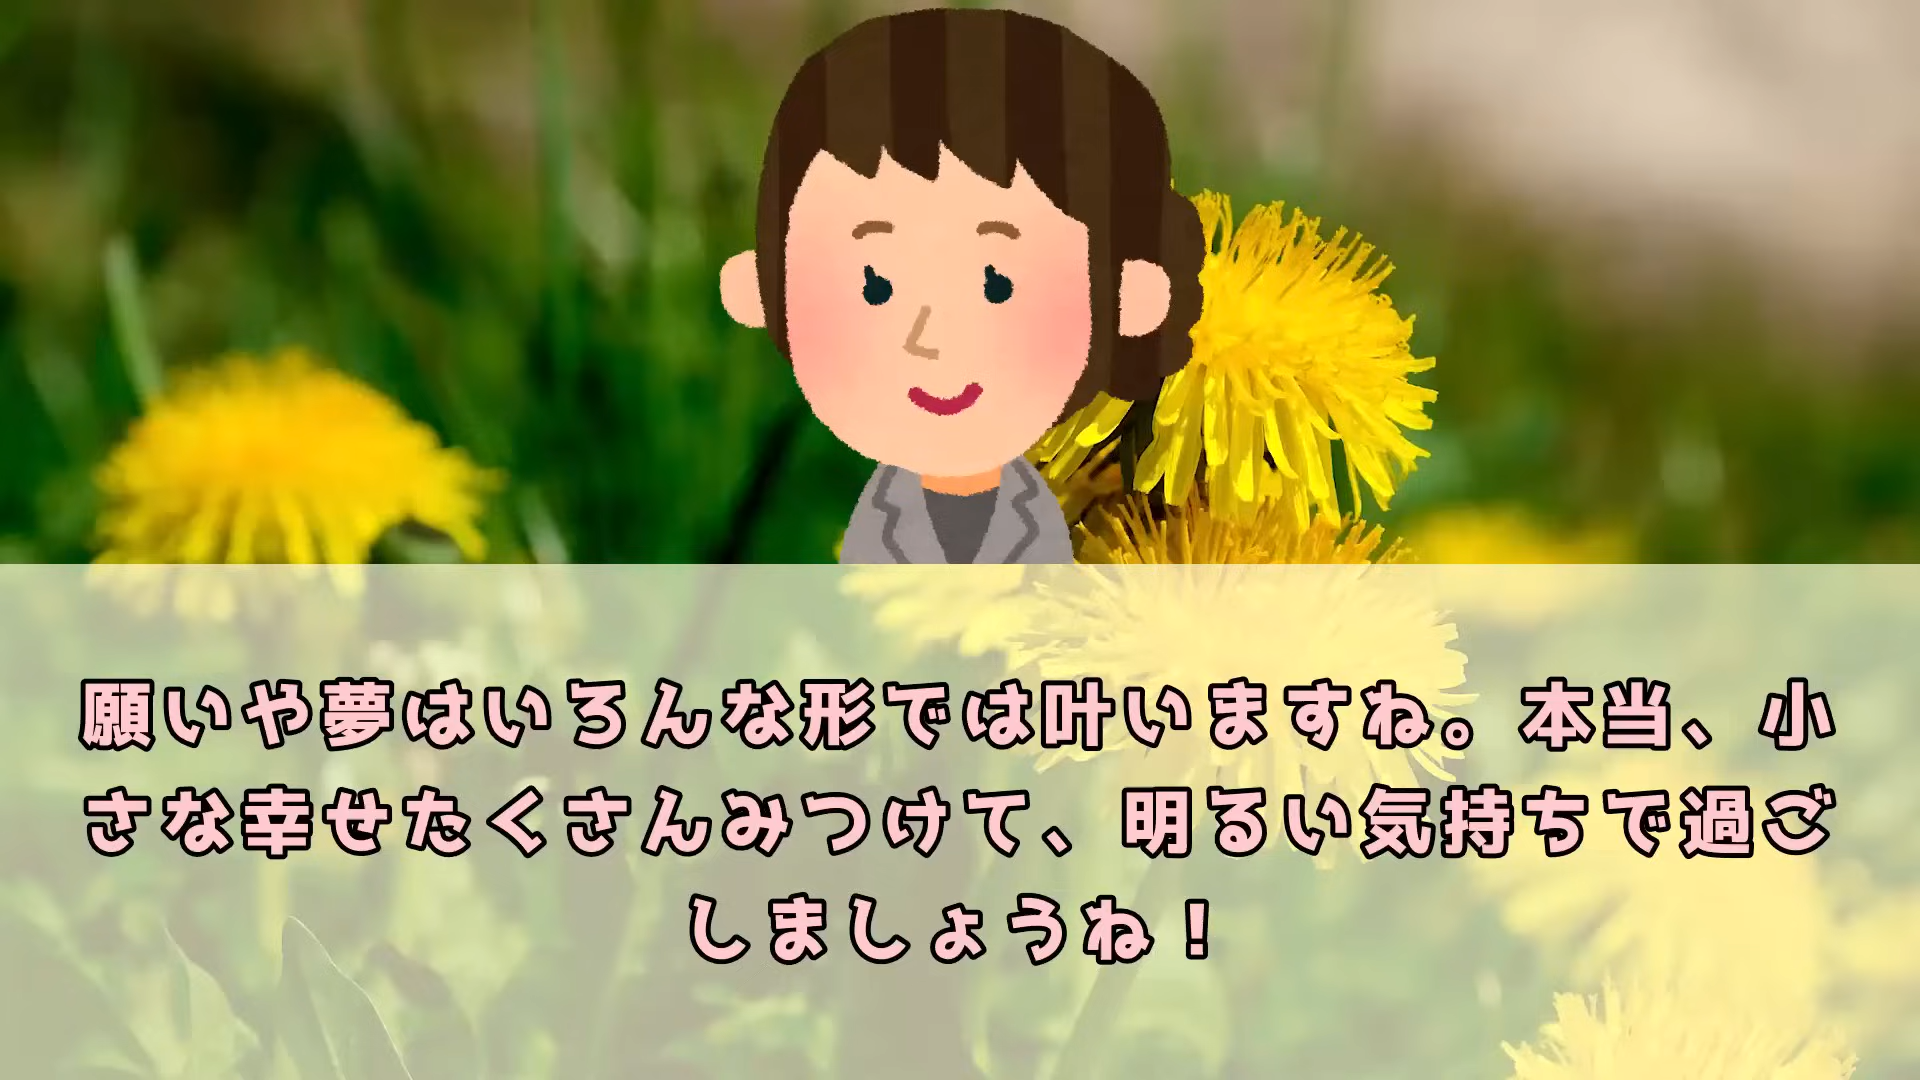 願いや夢はいろんな形では叶いますね。本当、小
さな幸せたくさんみつけて、明るい気持ちで過ご
しましょうね！